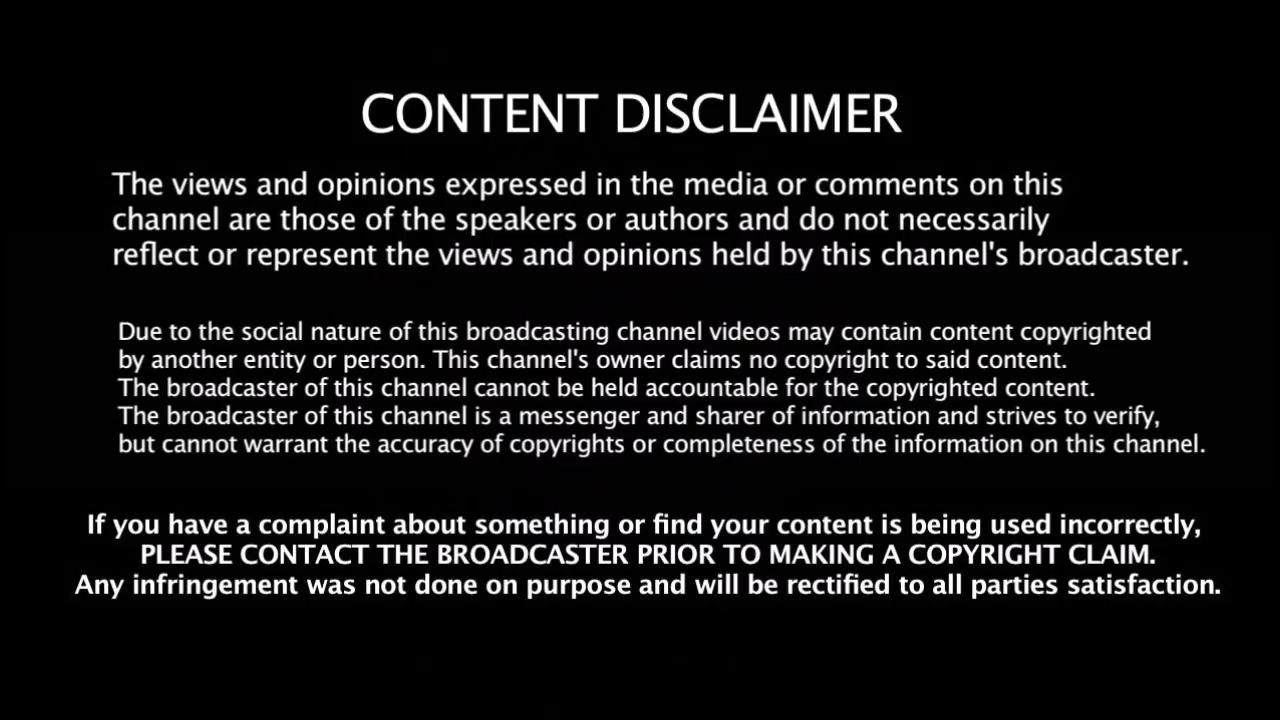 CONTENT DISCLAIMER
The views and opinions expressed in the media or comments on this
channel are those of the speakers or authors and do not necessarily
reflect or represent the views and opinions held by this channel's broadcaster.
Due to the social nature of this broadcasting channel videos may contain content copyrighted
by another entity or person. This channel's owner claims no copyright to said content.
The broadcaster of this channel cannot be held accountable for the copyrighted content.
The broadcaster of this channel is a messenger and sharer of information and strives to verify,
but cannot warrant the accuracy of copyrights or completeness of the information on this channel.
If you have a complaint about something or find your content is being used incorrectly,
PLEASE CONTACT THE BROADCASTER PRIOR TO MAKING A COPYRIGHT CLAIM.
Any infringement was not done on purpose and will be rectified to all parties satisfaction.